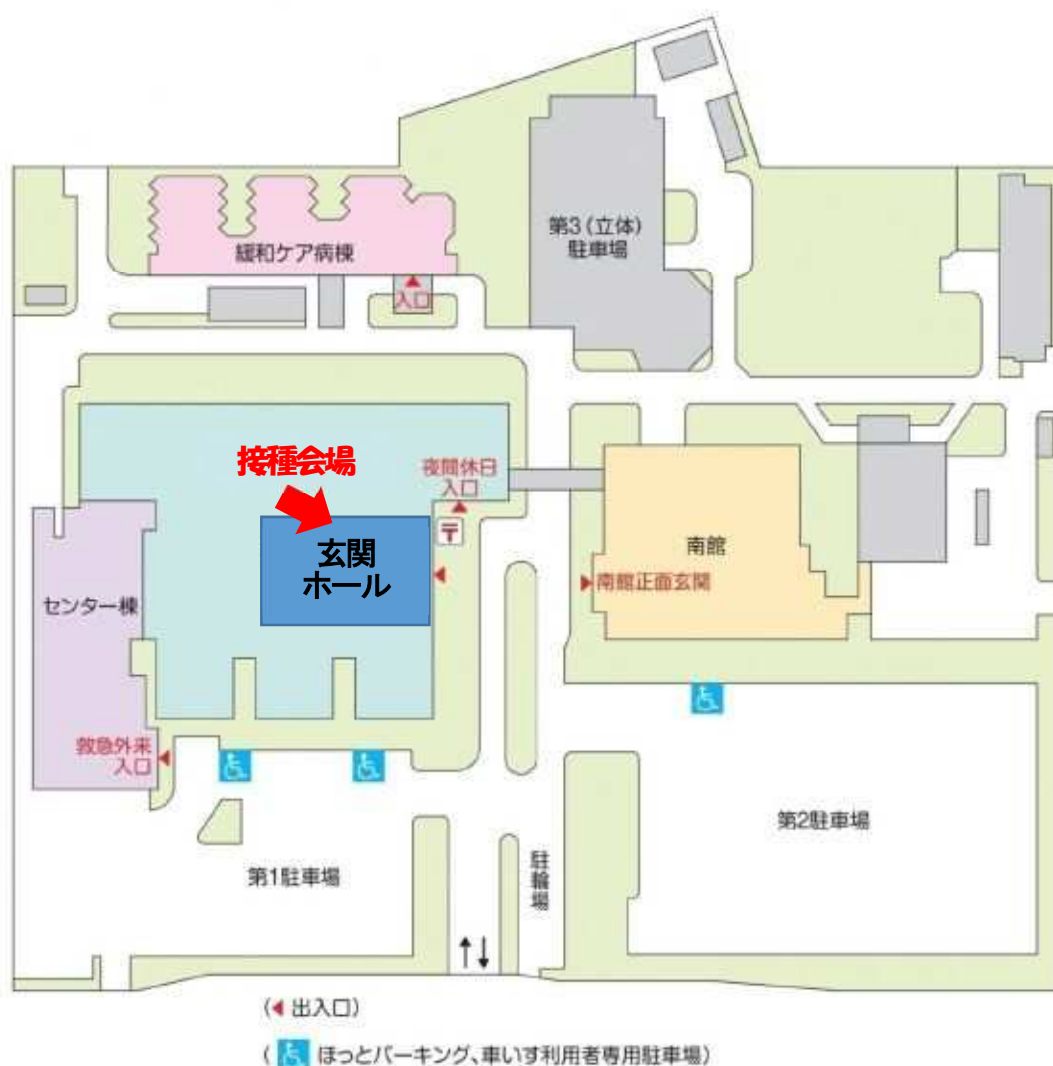 第3（立体）
駐車場
緩和ケア病棟
入口
接種会場
夜間休日
入口
〒
玄関
ホール
南館
南館正面玄関
センター棟
救急外来
入口
第2駐車場
第1駐車場
駐輪場
(◀ 出入口)
( ほっとパーキング、車いす利用者専用駐車場)